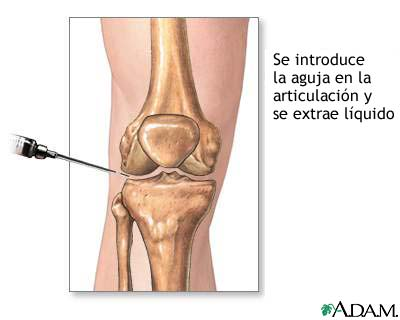 Se introduce
la aguja en la
articulación y
se extrae líquido
A.D.A.M.